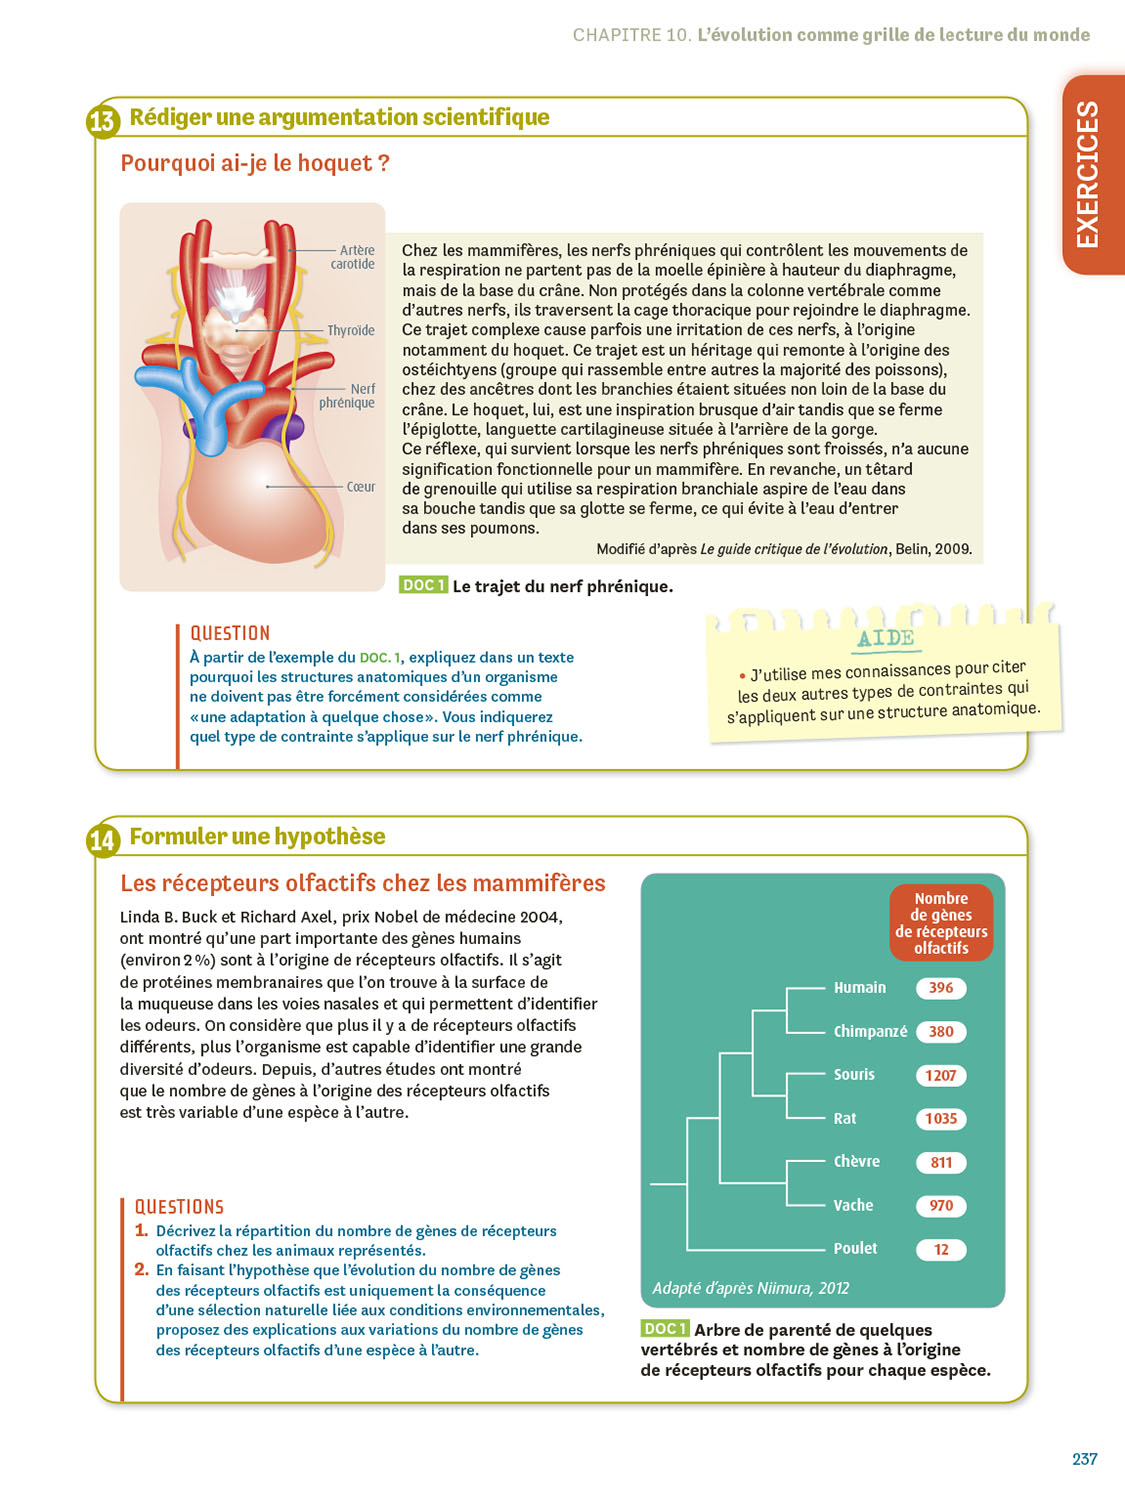 CHAPITRE 10. L'évolution comme grille de lecture du monde
EXERCICES
13 Rédiger une argumentation scientifique
Pourquoi ai-je le hoquet ?
Artère
carotide
Thyroïde
Nerf
phrénique
Cœur
Chez les mammifères, les nerfs phréniques qui contrôlent les mouvements de
la respiration ne partent pas de la moelle épinière à hauteur du diaphragme,
mais de la base du crâne. Non protégés dans la colonne vertébrale comme
d'autres nerfs, ils traversent la cage thoracique pour rejoindre le diaphragme.
Ce trajet complexe cause parfois une irritation de ces nerfs, à l'origine
notamment du hoquet. Ce trajet est un héritage qui remonte à l'origine des
ostéichtyens (groupe qui rassemble entre autres la majorité des poissons),
chez des ancêtres dont les branchies étaient situées non loin de la base du
crâne. Le hoquet, lui, est une inspiration brusque d'air tandis que se ferme
l'épiglotte, languette cartilagineuse située à l'arrière de la gorge.
Ce réflexe, qui survient lorsque les nerfs phréniques sont froissés, n'a aucune
signification fonctionnelle pour un mammifère. En revanche, un têtard
de grenouille qui utilise sa respiration branchiale aspire de l'eau dans
sa bouche tandis que sa glotte se ferme, ce qui évite à l'eau d'entrer
dans ses poumons.
Modifié d'après Le guide critique de l'évolution, Belin, 2009.
DOC 1 Le trajet du nerf phrénique.
QUESTION
À partir de l'exemple du DOC. 1, expliquez dans un texte
pourquoi les structures anatomiques d'un organisme
ne doivent pas être forcément considérées comme
« une adaptation à quelque chose ». Vous indiquerez
quel type de contrainte s'applique sur le nerf phrénique.
AIDE
• J'utilise mes connaissances pour citer
les deux autres types de contraintes qui
s'appliquent sur une structure anatomique.
14 Formuler une hypothèse
Les récepteurs olfactifs chez les mammifères
Linda B. Buck et Richard Axel, prix Nobel de médecine 2004,
ont montré qu'une part importante des gènes humains
(environ 2 %) sont à l'origine de récepteurs olfactifs. Il s'agit
de protéines membranaires que l'on trouve à la surface de
la muqueuse dans les voies nasales et qui permettent d'identifier
les odeurs. On considère que plus il y a de récepteurs olfactifs
différents, plus l'organisme est capable d'identifier une grande
diversité d'odeurs. Depuis, d'autres études ont montré
que le nombre de gènes à l'origine des récepteurs olfactifs
est très variable d'une espèce à l'autre.
QUESTIONS
1. Décrivez la répartition du nombre de gènes de récepteurs
olfactifs chez les animaux représentés.
2. En faisant l'hypothèse que l'évolution du nombre de gènes
des récepteurs olfactifs est uniquement la conséquence
d'une sélection naturelle liée aux conditions environnementales,
proposez des explications aux variations du nombre de gènes
des récepteurs olfactifs d'une espèce à l'autre.
Nombre
de gènes
de récepteurs
olfactifs
Humain 396
Chimpanzé 380
Souris 1207
Rat 1035
Chèvre 811
Vache 970
Poulet 12
Adapté d'après Niimura, 2012
DOC 1 Arbre de parenté de quelques
vertébrés et nombre de gènes à l'origine
de récepteurs olfactifs pour chaque espèce.
237